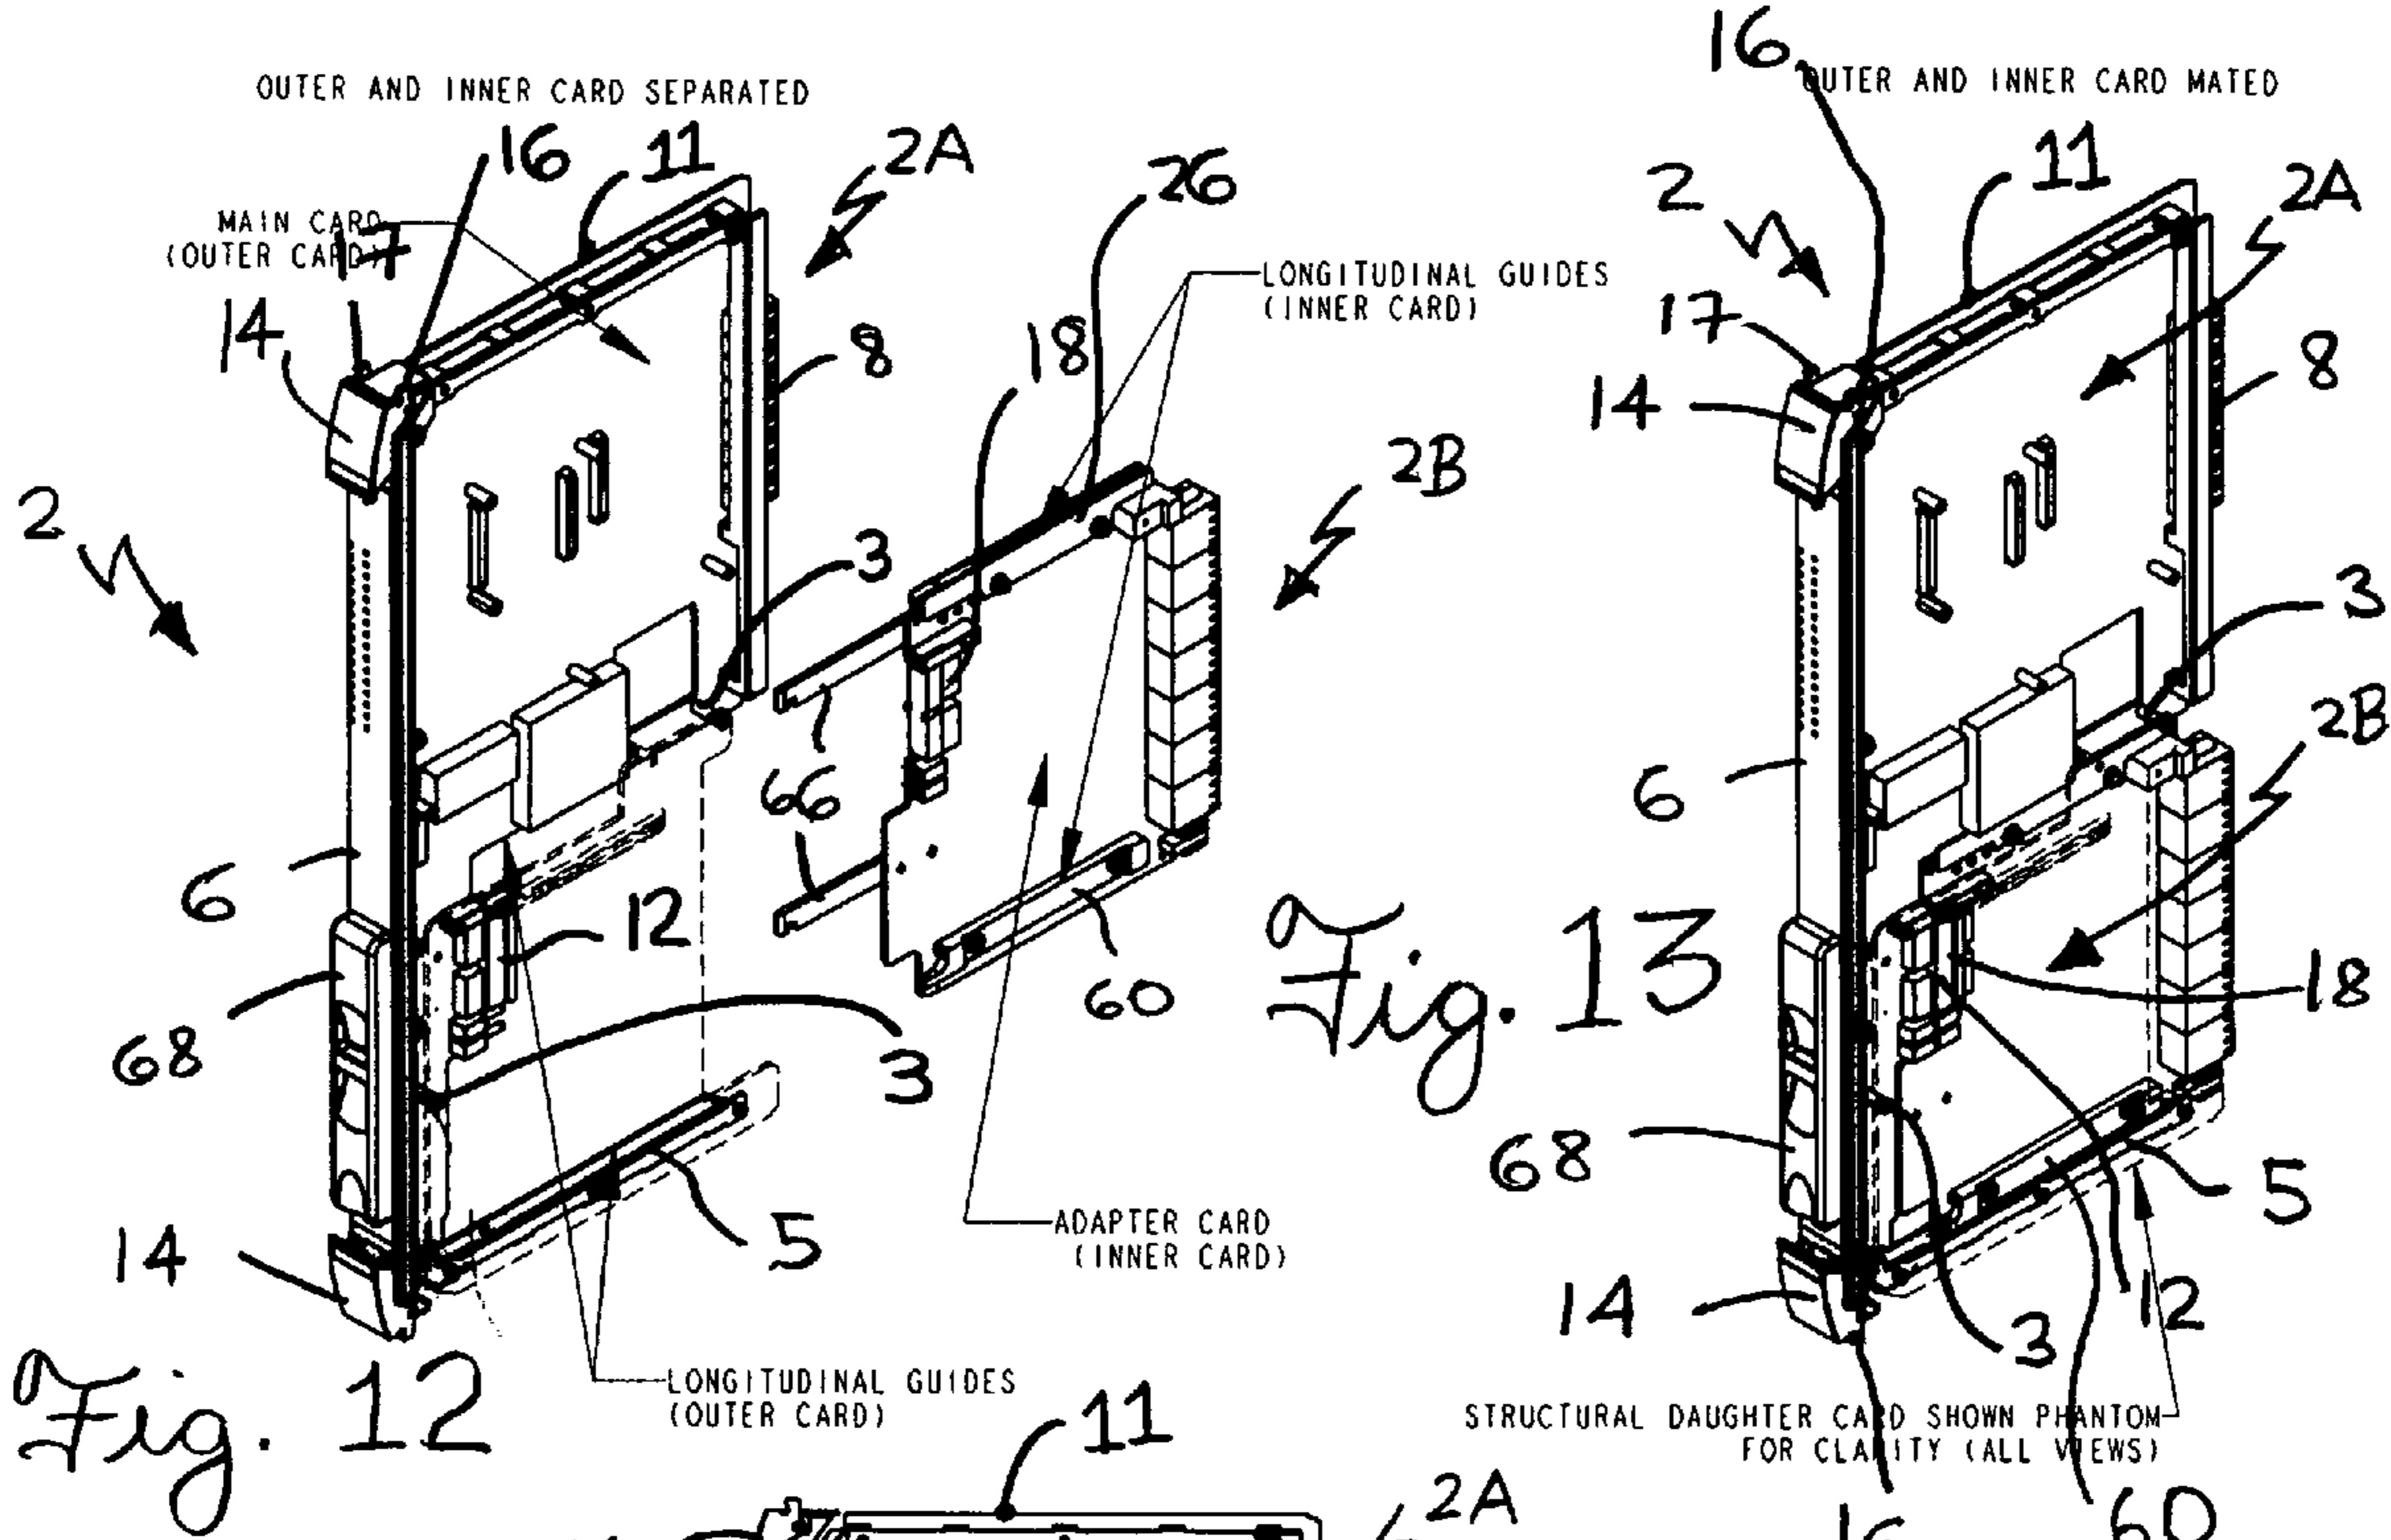 OUTER AND INNER CARD SEPARATED
16
11
2A
26
MAIN CARD
(OUTER CARD)
17
14
LONGITUDINAL GUIDES
(INNER CARD)
18
8
2B
2
3
66
66
6
12
68
60
3
14
5
ADAPTER CARD
(INNER CARD)
LONGITUDINAL GUIDES
(OUTER CARD)
Fig. 12
16
OUTER AND INNER CARD MATED
2
11
2A
17
14
8
3
2B
6
Fig. 13
18
68
5
14
12
3
STRUCTURAL DAUGHTER CARD SHOWN PHANTOM
FOR CLARITY (ALL VIEWS)
11
2A
16
60